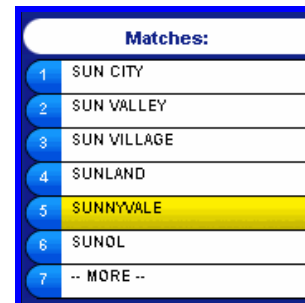 Matches:
1 SUN CITY
2 SUN VALLEY
3 SUN VILLAGE
4 SUNLAND
5 SUNNYVALE
6 SUNOL
7 -- MORE --